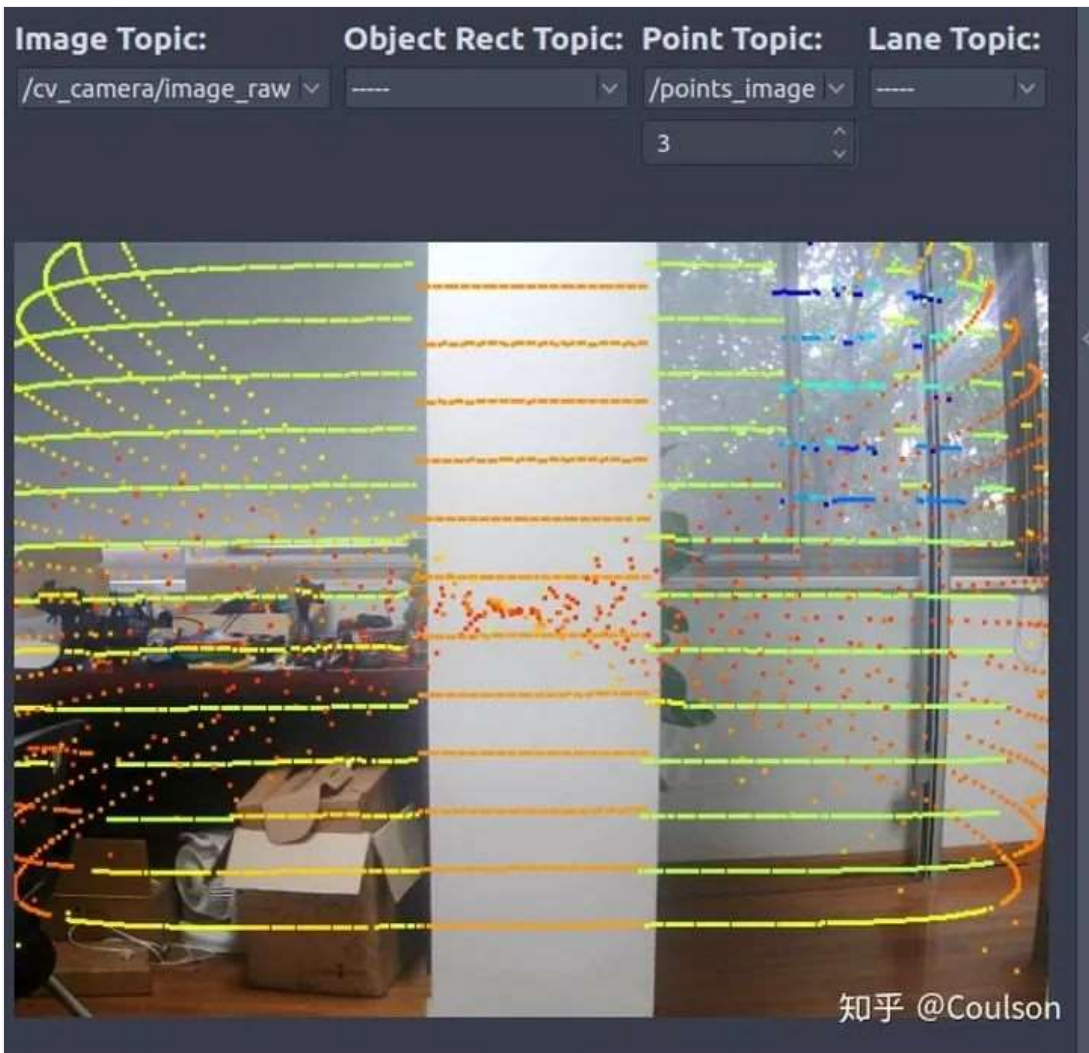 Image Topic: Object Rect Topic: Point Topic: Lane Topic:
/cv_camera/image_raw ----- /points_image -----
3
知乎 @Coulson